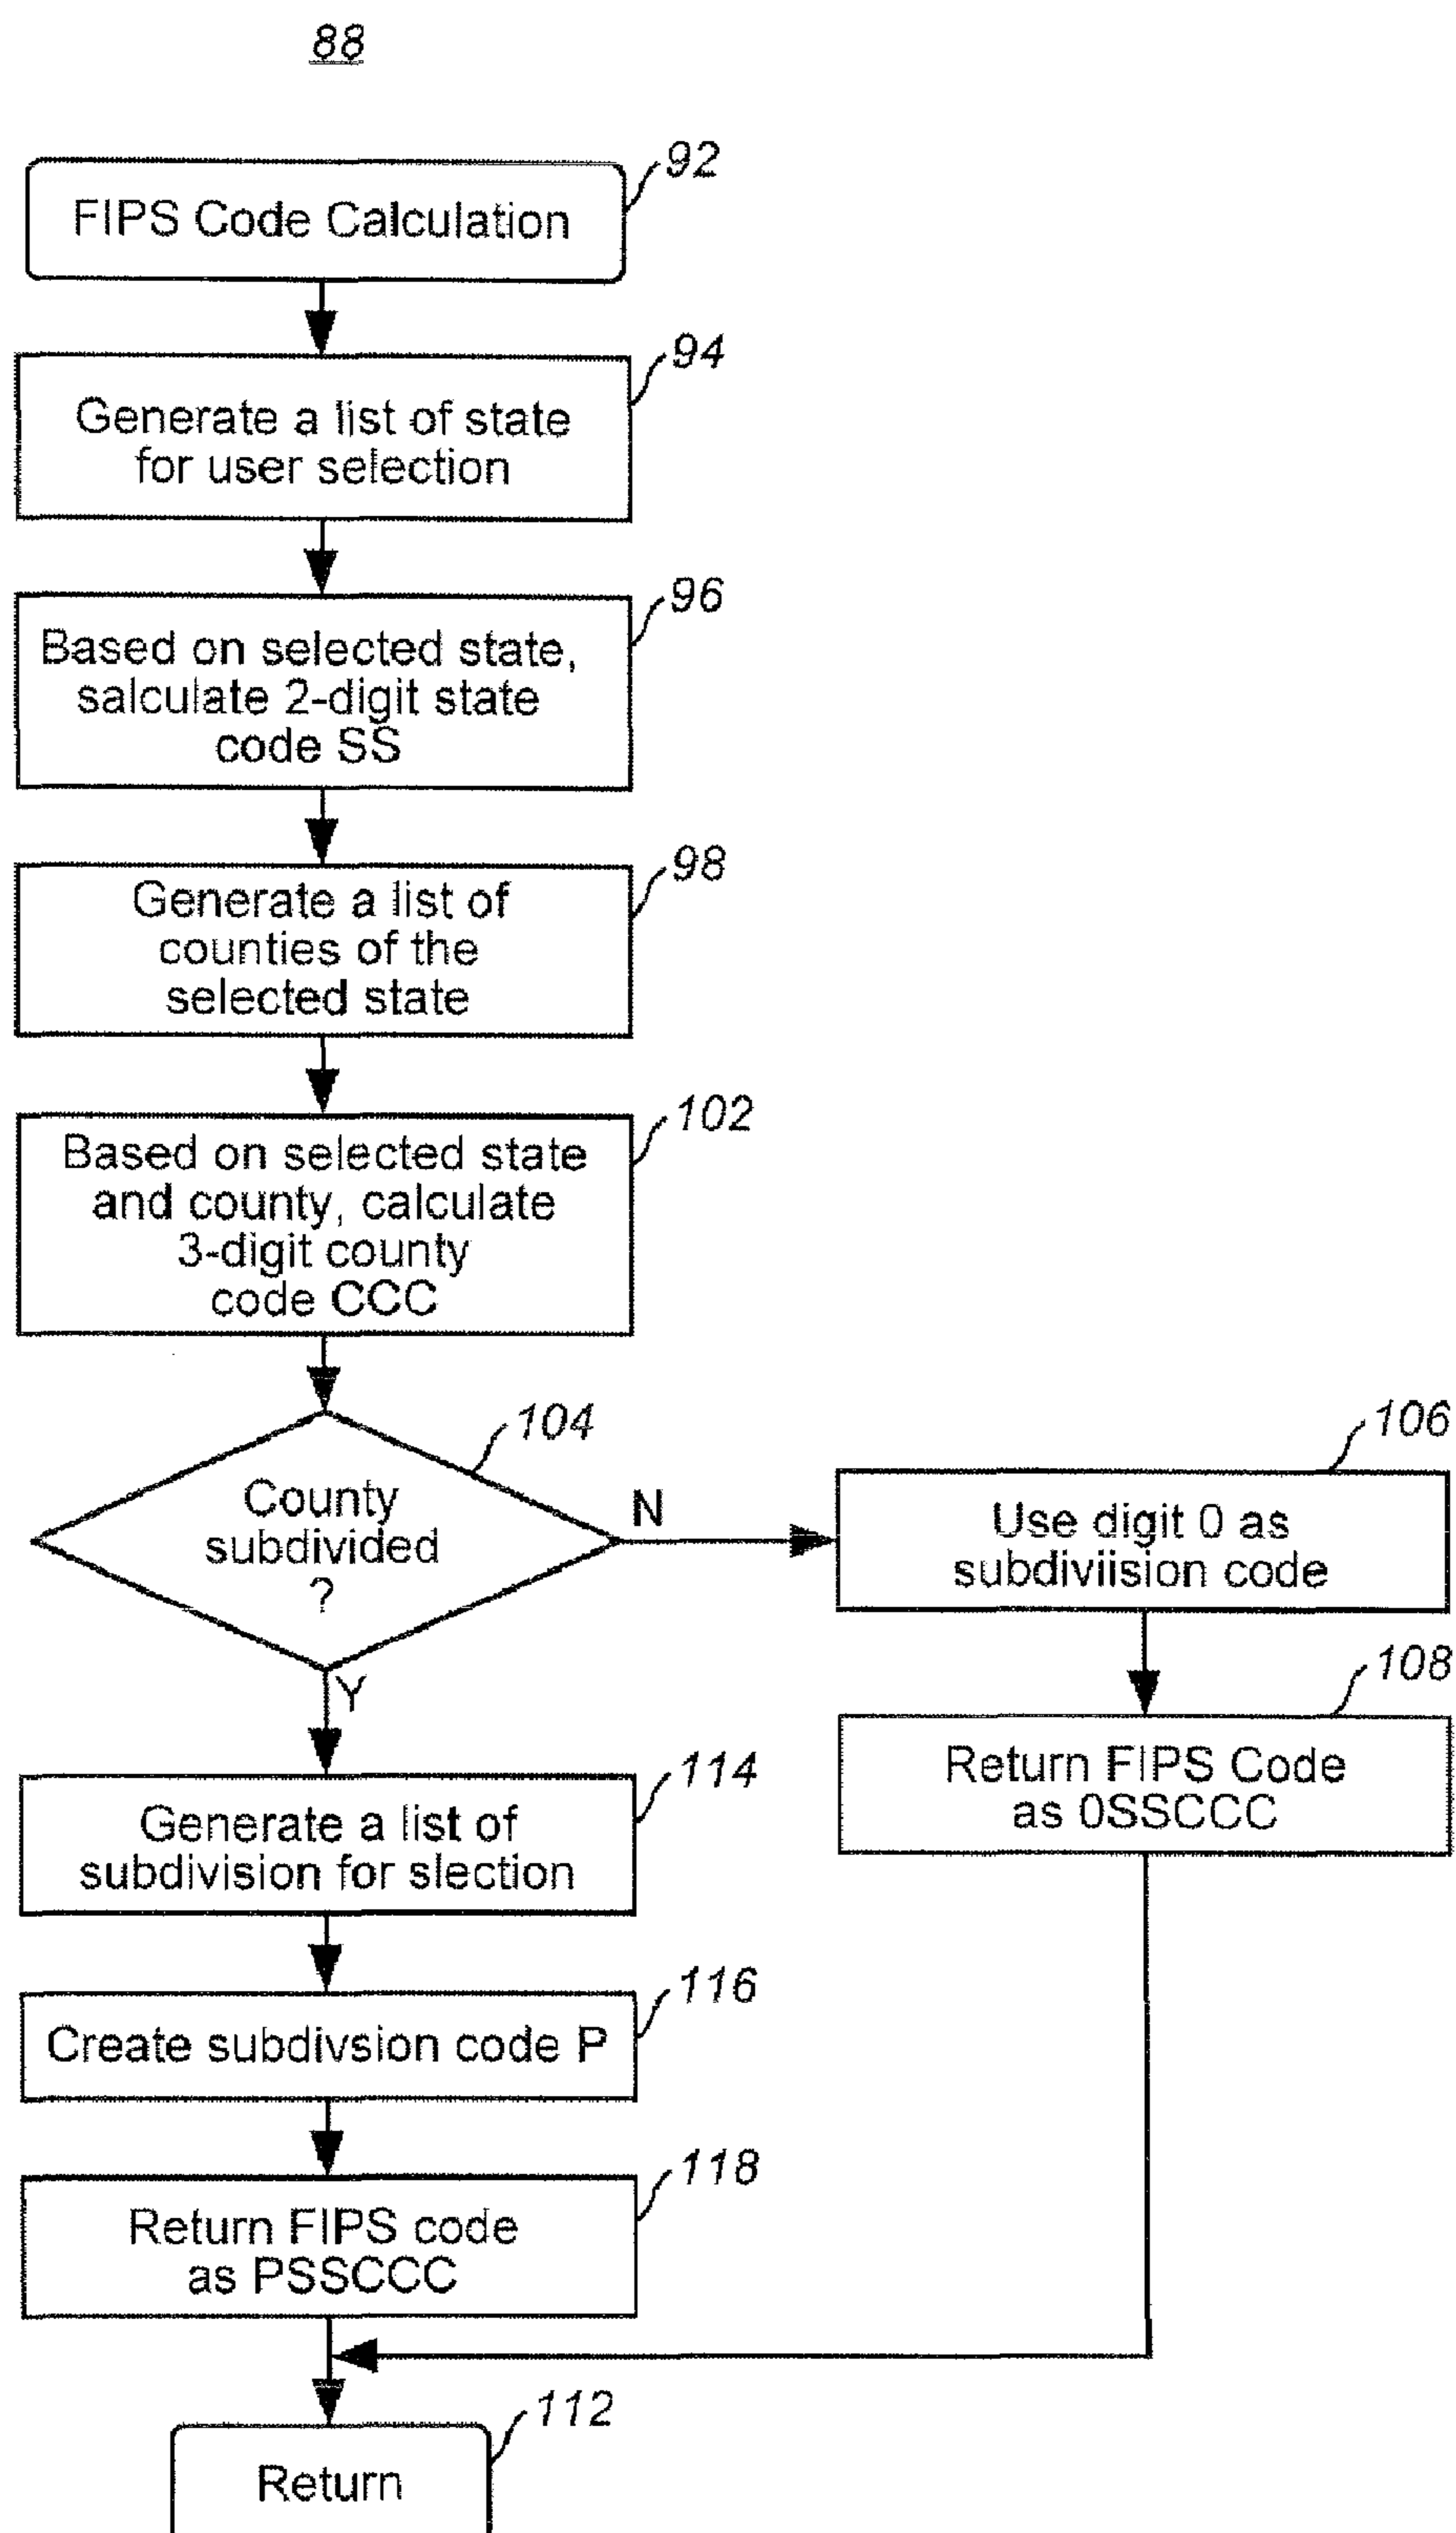 88
92
FIPS Code Calculation
94
Generate a list of state
for user selection
96
Based on selected state,
salculate 2-digit state
code SS
98
Generate a list of
counties of the
selected state
102
Based on selected state
and county, calculate
3-digit county
code CCC
104
County
subdivided
?
N
106
Use digit 0 as
subdiviision code
108
Return FIPS Code
as 0SSCCC
Y
114
Generate a list of
subdivision for slection
116
Create subdivsion code P
118
Return FIPS code
as PSSCCC
112
Return